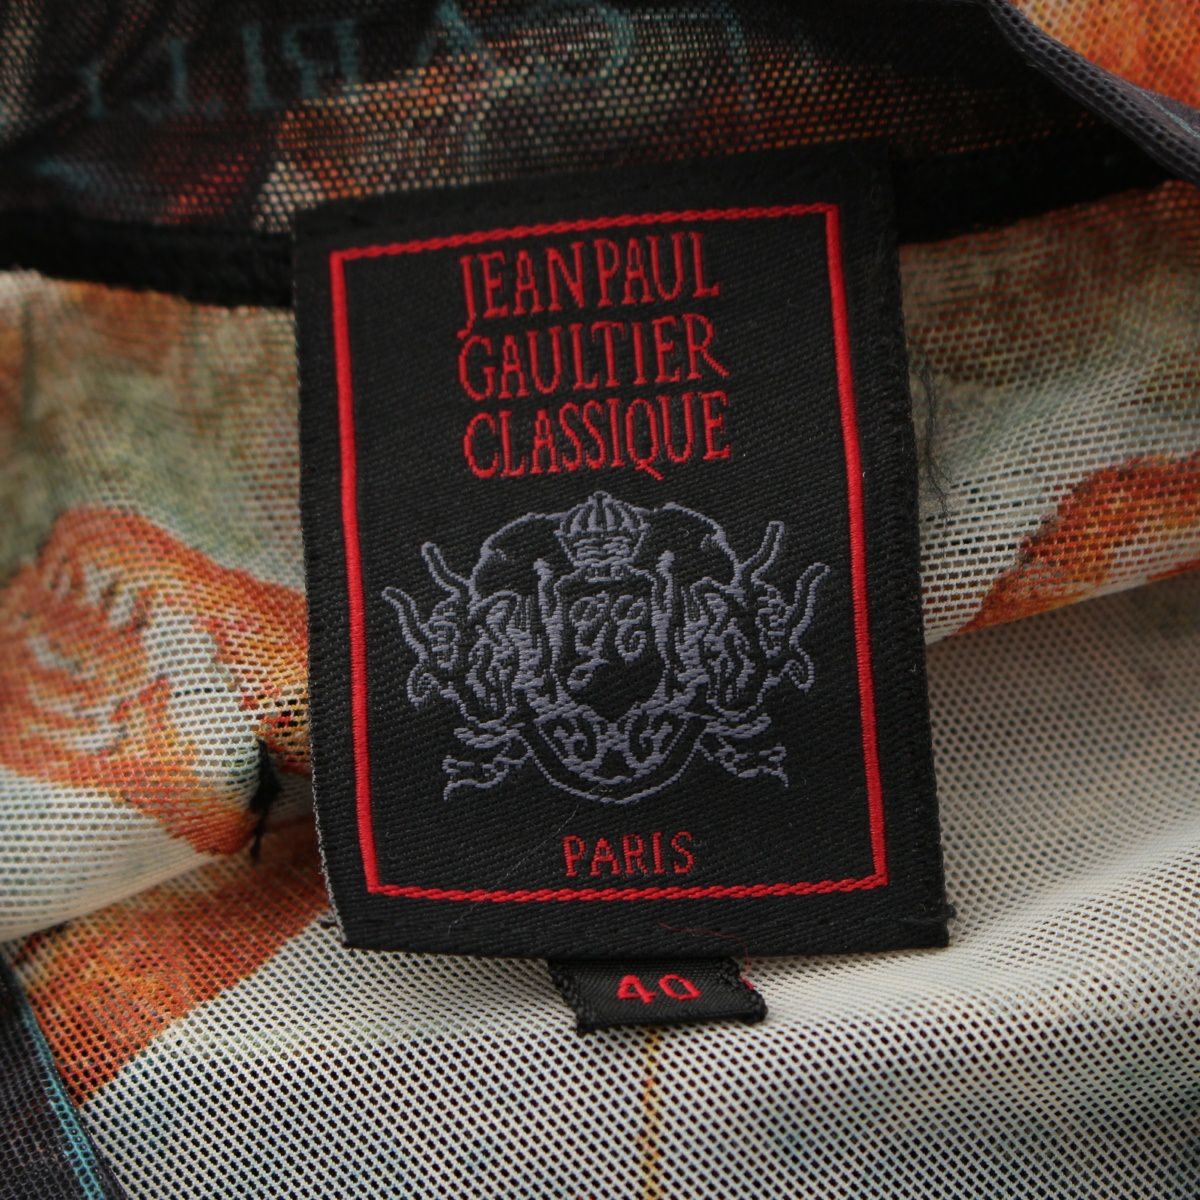 JEAN PAUL
GAULTIER
CLASSIQUE
PARIS
40